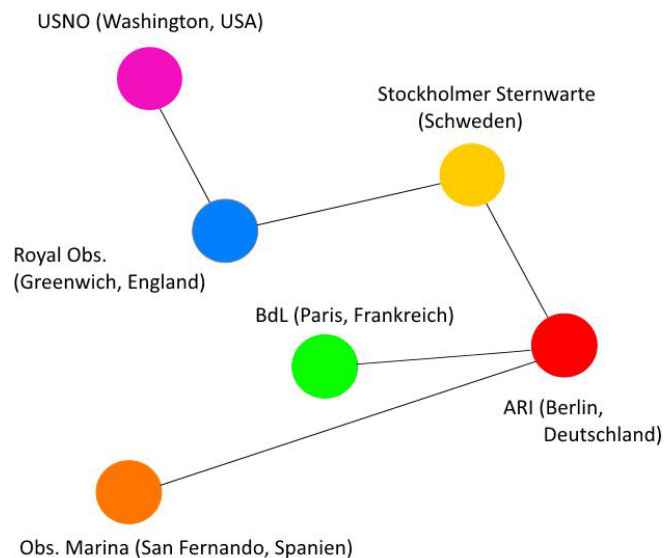 USNO (Washington, USA)
Stockholmer Sternwarte
(Schweden)
Royal Obs.
(Greenwich, England)
BdL (Paris, Frankreich)
ARI (Berlin,
Deutschland)
Obs. Marina (San Fernando, Spanien)